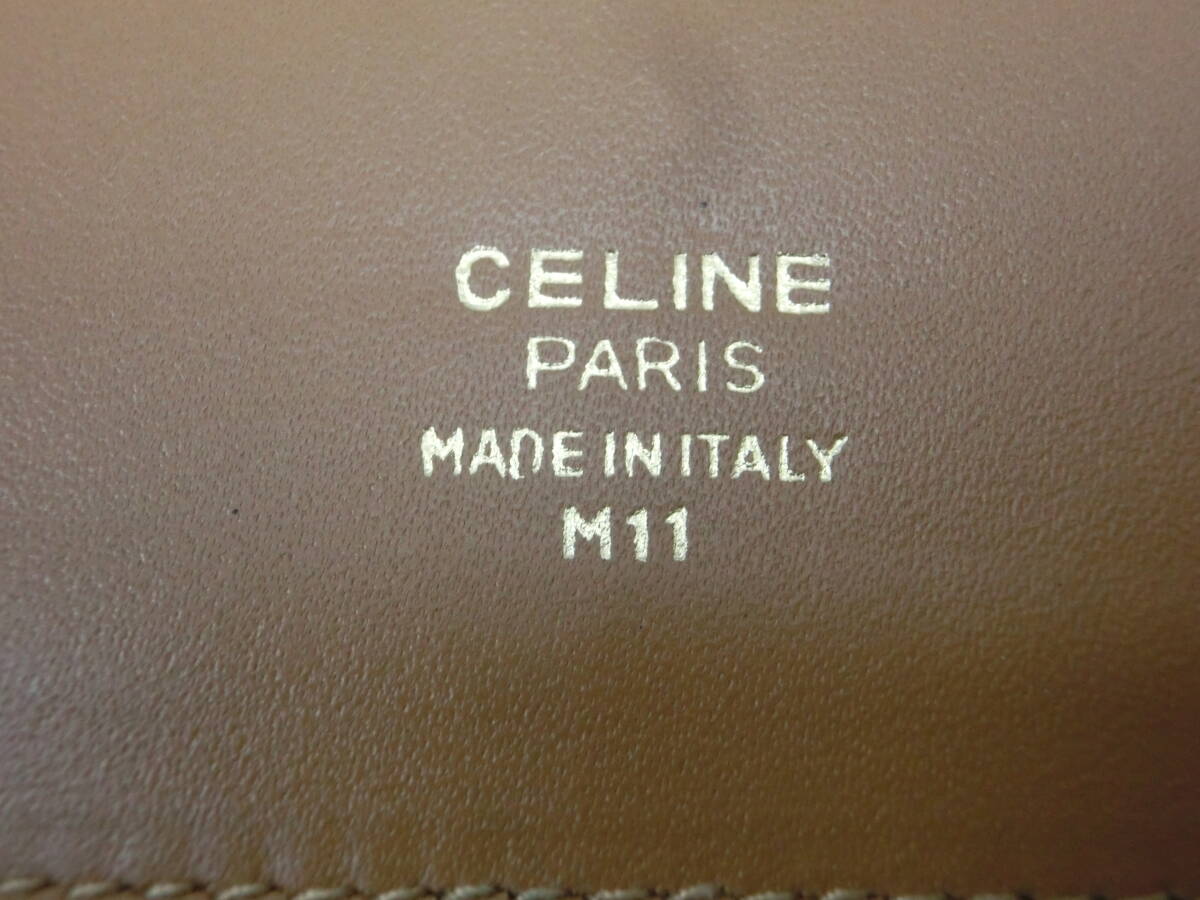 CELINE
PARIS
MADE IN ITALY
M11